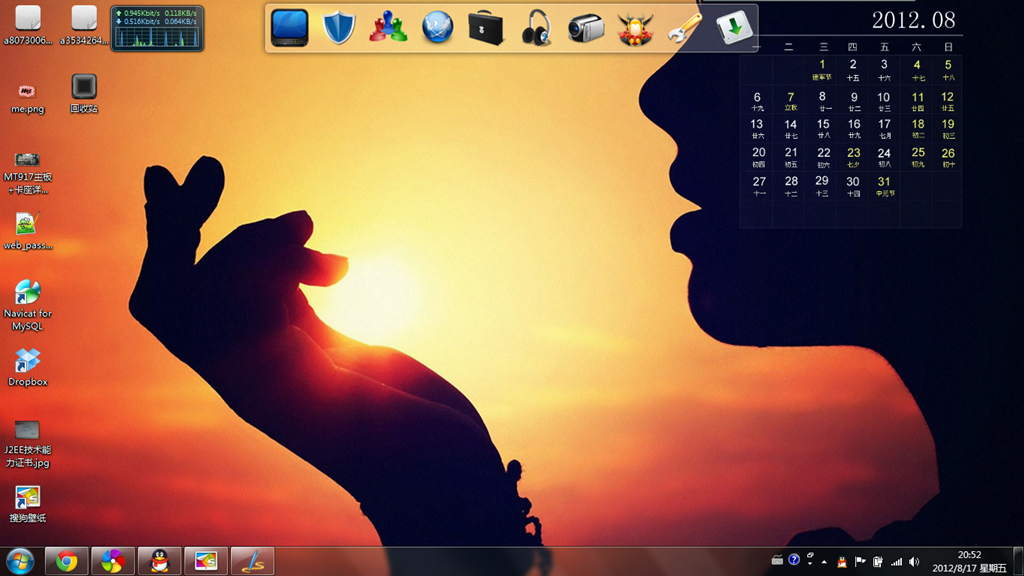 a8073006...
a3534264...
0.945Kbit/s 0.118KB/s
0.516Kbit/s 0.064KB/s
me.png
回收站
MT917主板
+卡座详...
web_pass...
Navicat for
MySQL
Dropbox
J2EE技术能
力证书.jpg
搜狗壁纸
2012.08
一 二 三 四 五 六 日
1 2 3 4 5
建军节 十五 十六 十七 十八
6 7 8 9 10 11 12
十九 立秋 廿一 廿二 廿三 廿四 廿五
13 14 15 16 17 18 19
廿六 廿七 廿八 廿九 七月 初二 初三
20 21 22 23 24 25 26
初四 初五 初六 七夕 初八 初九 初十
27 28 29 30 31
十一 十二 十三 十四 中元节
20:52
2012/8/17 星期五